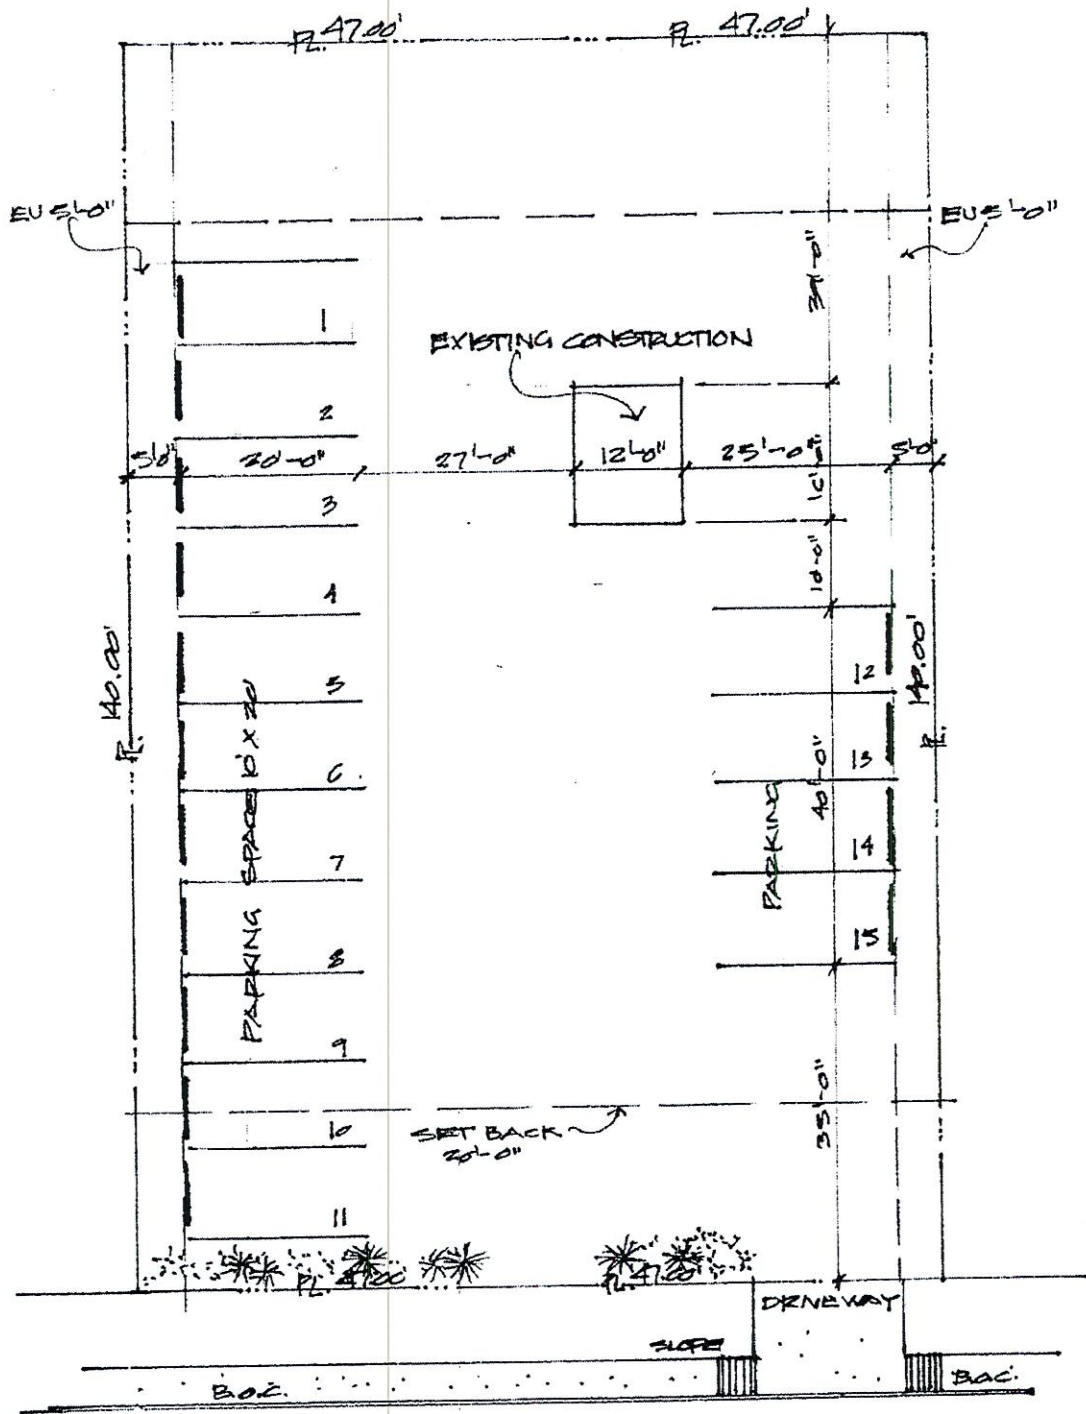 PL. 47.00'
PL. 47.00'
EU 5'-0"
EU 5'-0"
39'-0"
1
EXISTING CONSTRUCTION
2
5'-0"
20'-0"
27'-0"
12'-0"
25'-0"
5'-0"
3
10'-0"
4
140.00'
PL.
140.00'
PL.
12
5
PARKING SPACE 10' X 20'
6
13
40'-0"
PARKING
7
14
15
8
9
35'-0"
SET BACK
20'-0"
10
11
PL. 47.00'
PL. 47.00'
DRIVEWAY
SLOPE
B.O.C.
B.O.C.